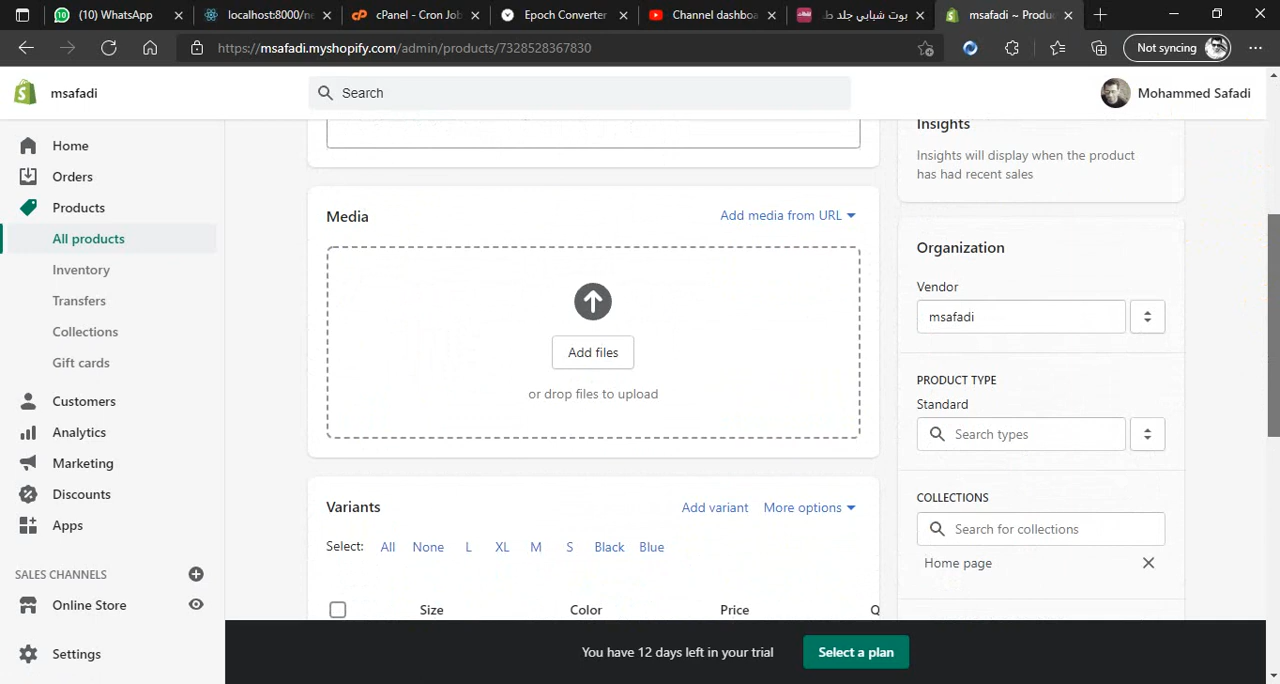 (10) WhatsApp
localhost:8000/ne
cPanel - Cron Job
Epoch Converter
Channel dashboa
بوت شبابي جلد ط
msafadi ~ Produc
https://msafadi.myshopify.com/admin/products/7328528367830
Not syncing
msafadi
Search
Mohammed Safadi
Home
Orders
Products
All products
Inventory
Transfers
Collections
Gift cards
Customers
Analytics
Marketing
Discounts
Apps
SALES CHANNELS
Online Store
Settings
Media
Add media from URL
Add files
or drop files to upload
Variants
Add variant
More options
Select: All None L XL M S Black Blue
Size Color Price Q
Insights
Insights will display when the product
has had recent sales
Organization
Vendor
msafadi
PRODUCT TYPE
Standard
Search types
COLLECTIONS
Search for collections
Home page
You have 12 days left in your trial
Select a plan